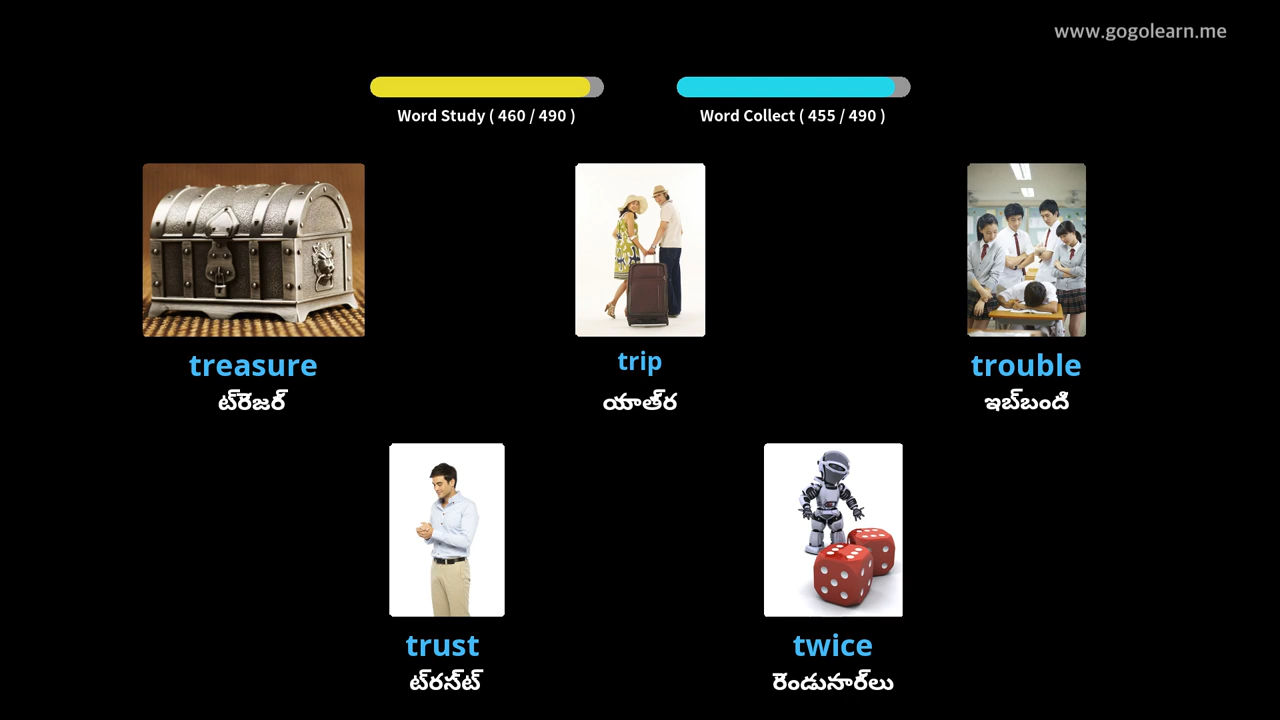 www.gogolearn.me
Word Study ( 460 / 490 )
Word Collect ( 455 / 490 )
treasure
ట్‌రెజర్
trip
యాత్‌ర
trouble
ఇబ్‌బంది
trust
ట్‌రస్‌ట్
twice
రెండుసార్‌లు